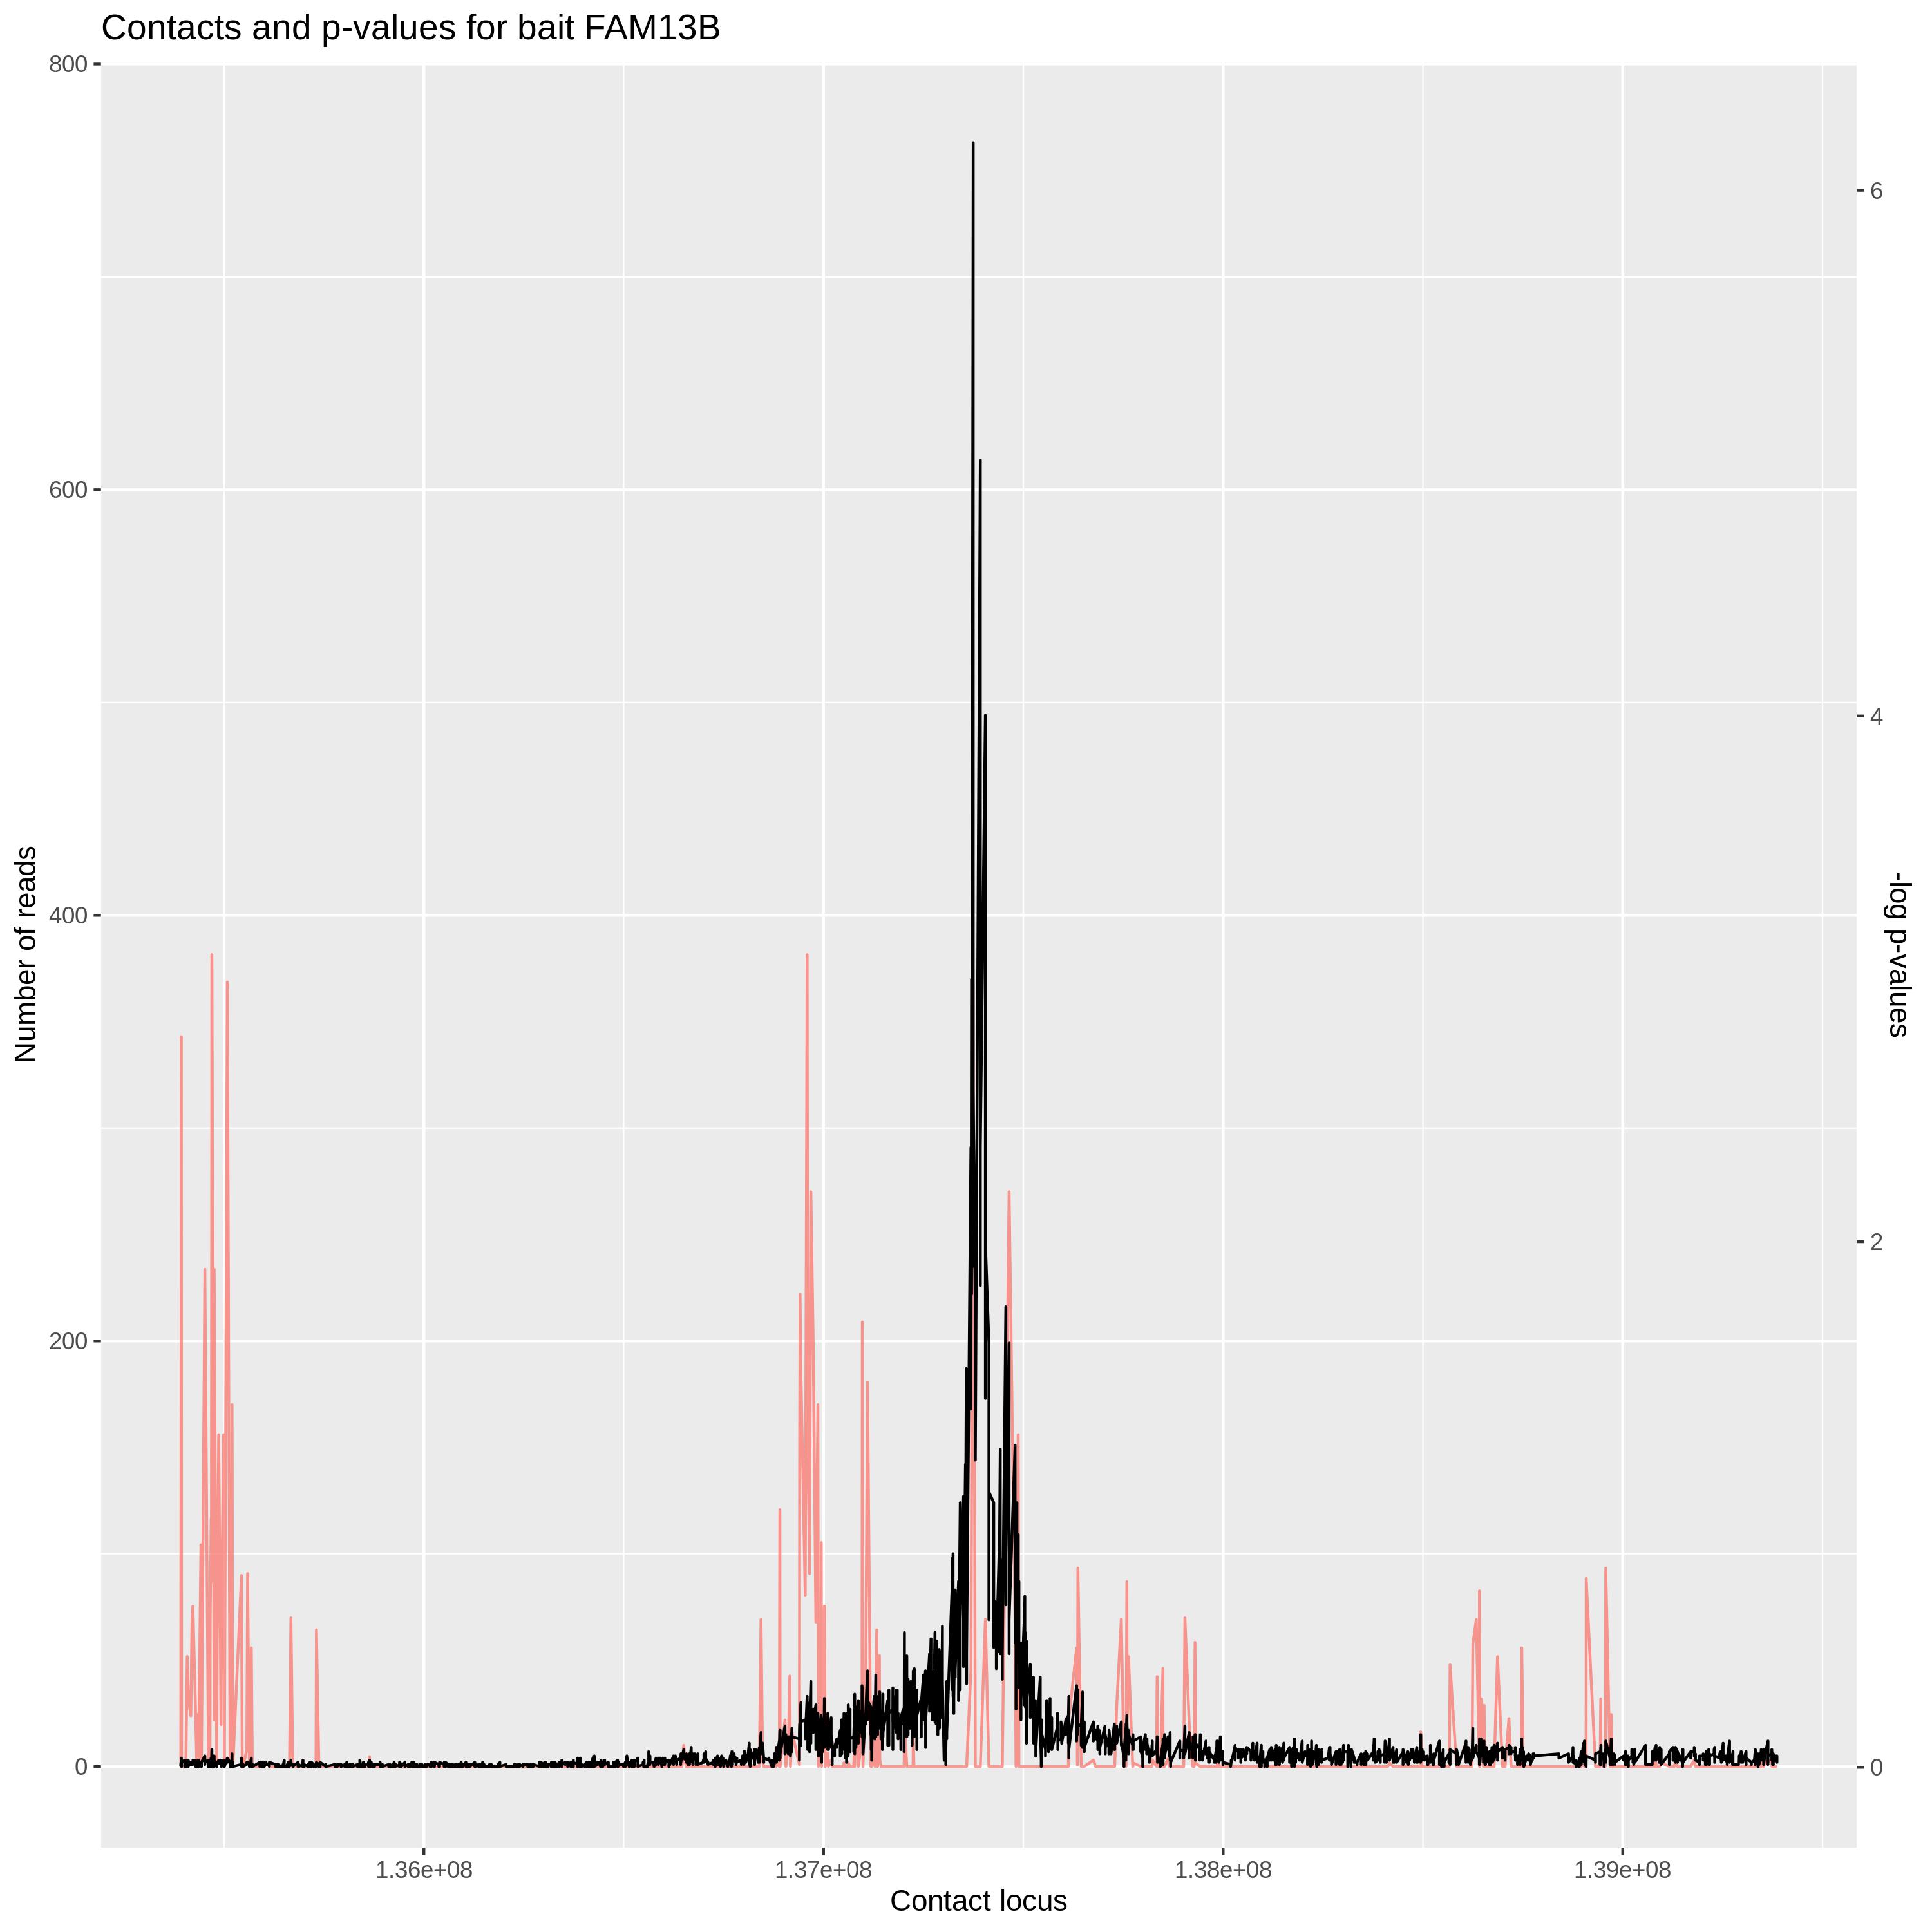 Contacts and p-values for bait FAM13B
800
600
400
200
0
Number of reads
6
4
2
0
-log p-values
1.36e+08
1.37e+08
1.38e+08
1.39e+08
Contact locus